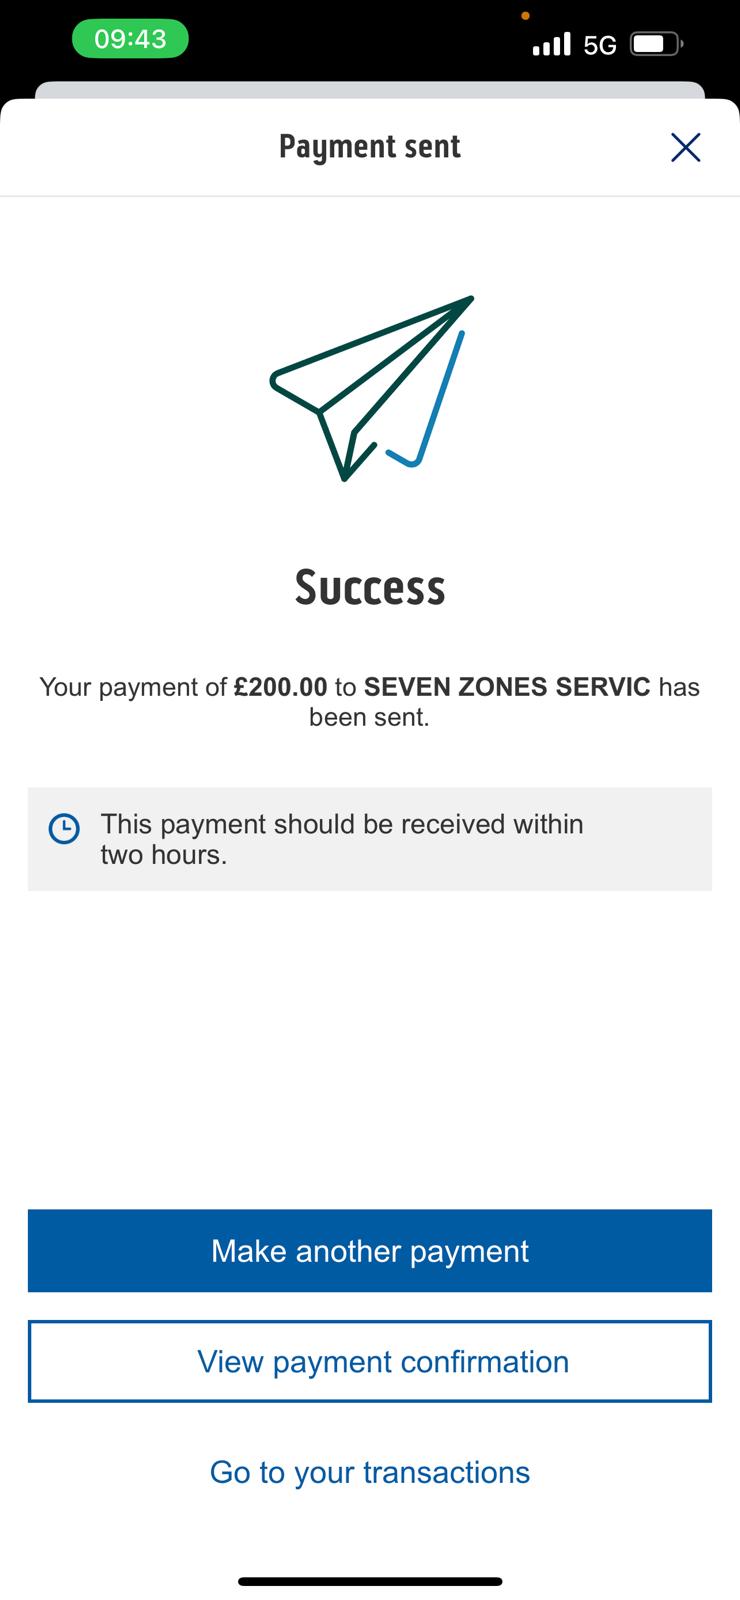 09:43
5G
Payment sent
Success
Your payment of £200.00 to SEVEN ZONES SERVIC has
been sent.
This payment should be received within
two hours.
Make another payment
View payment confirmation
Go to your transactions